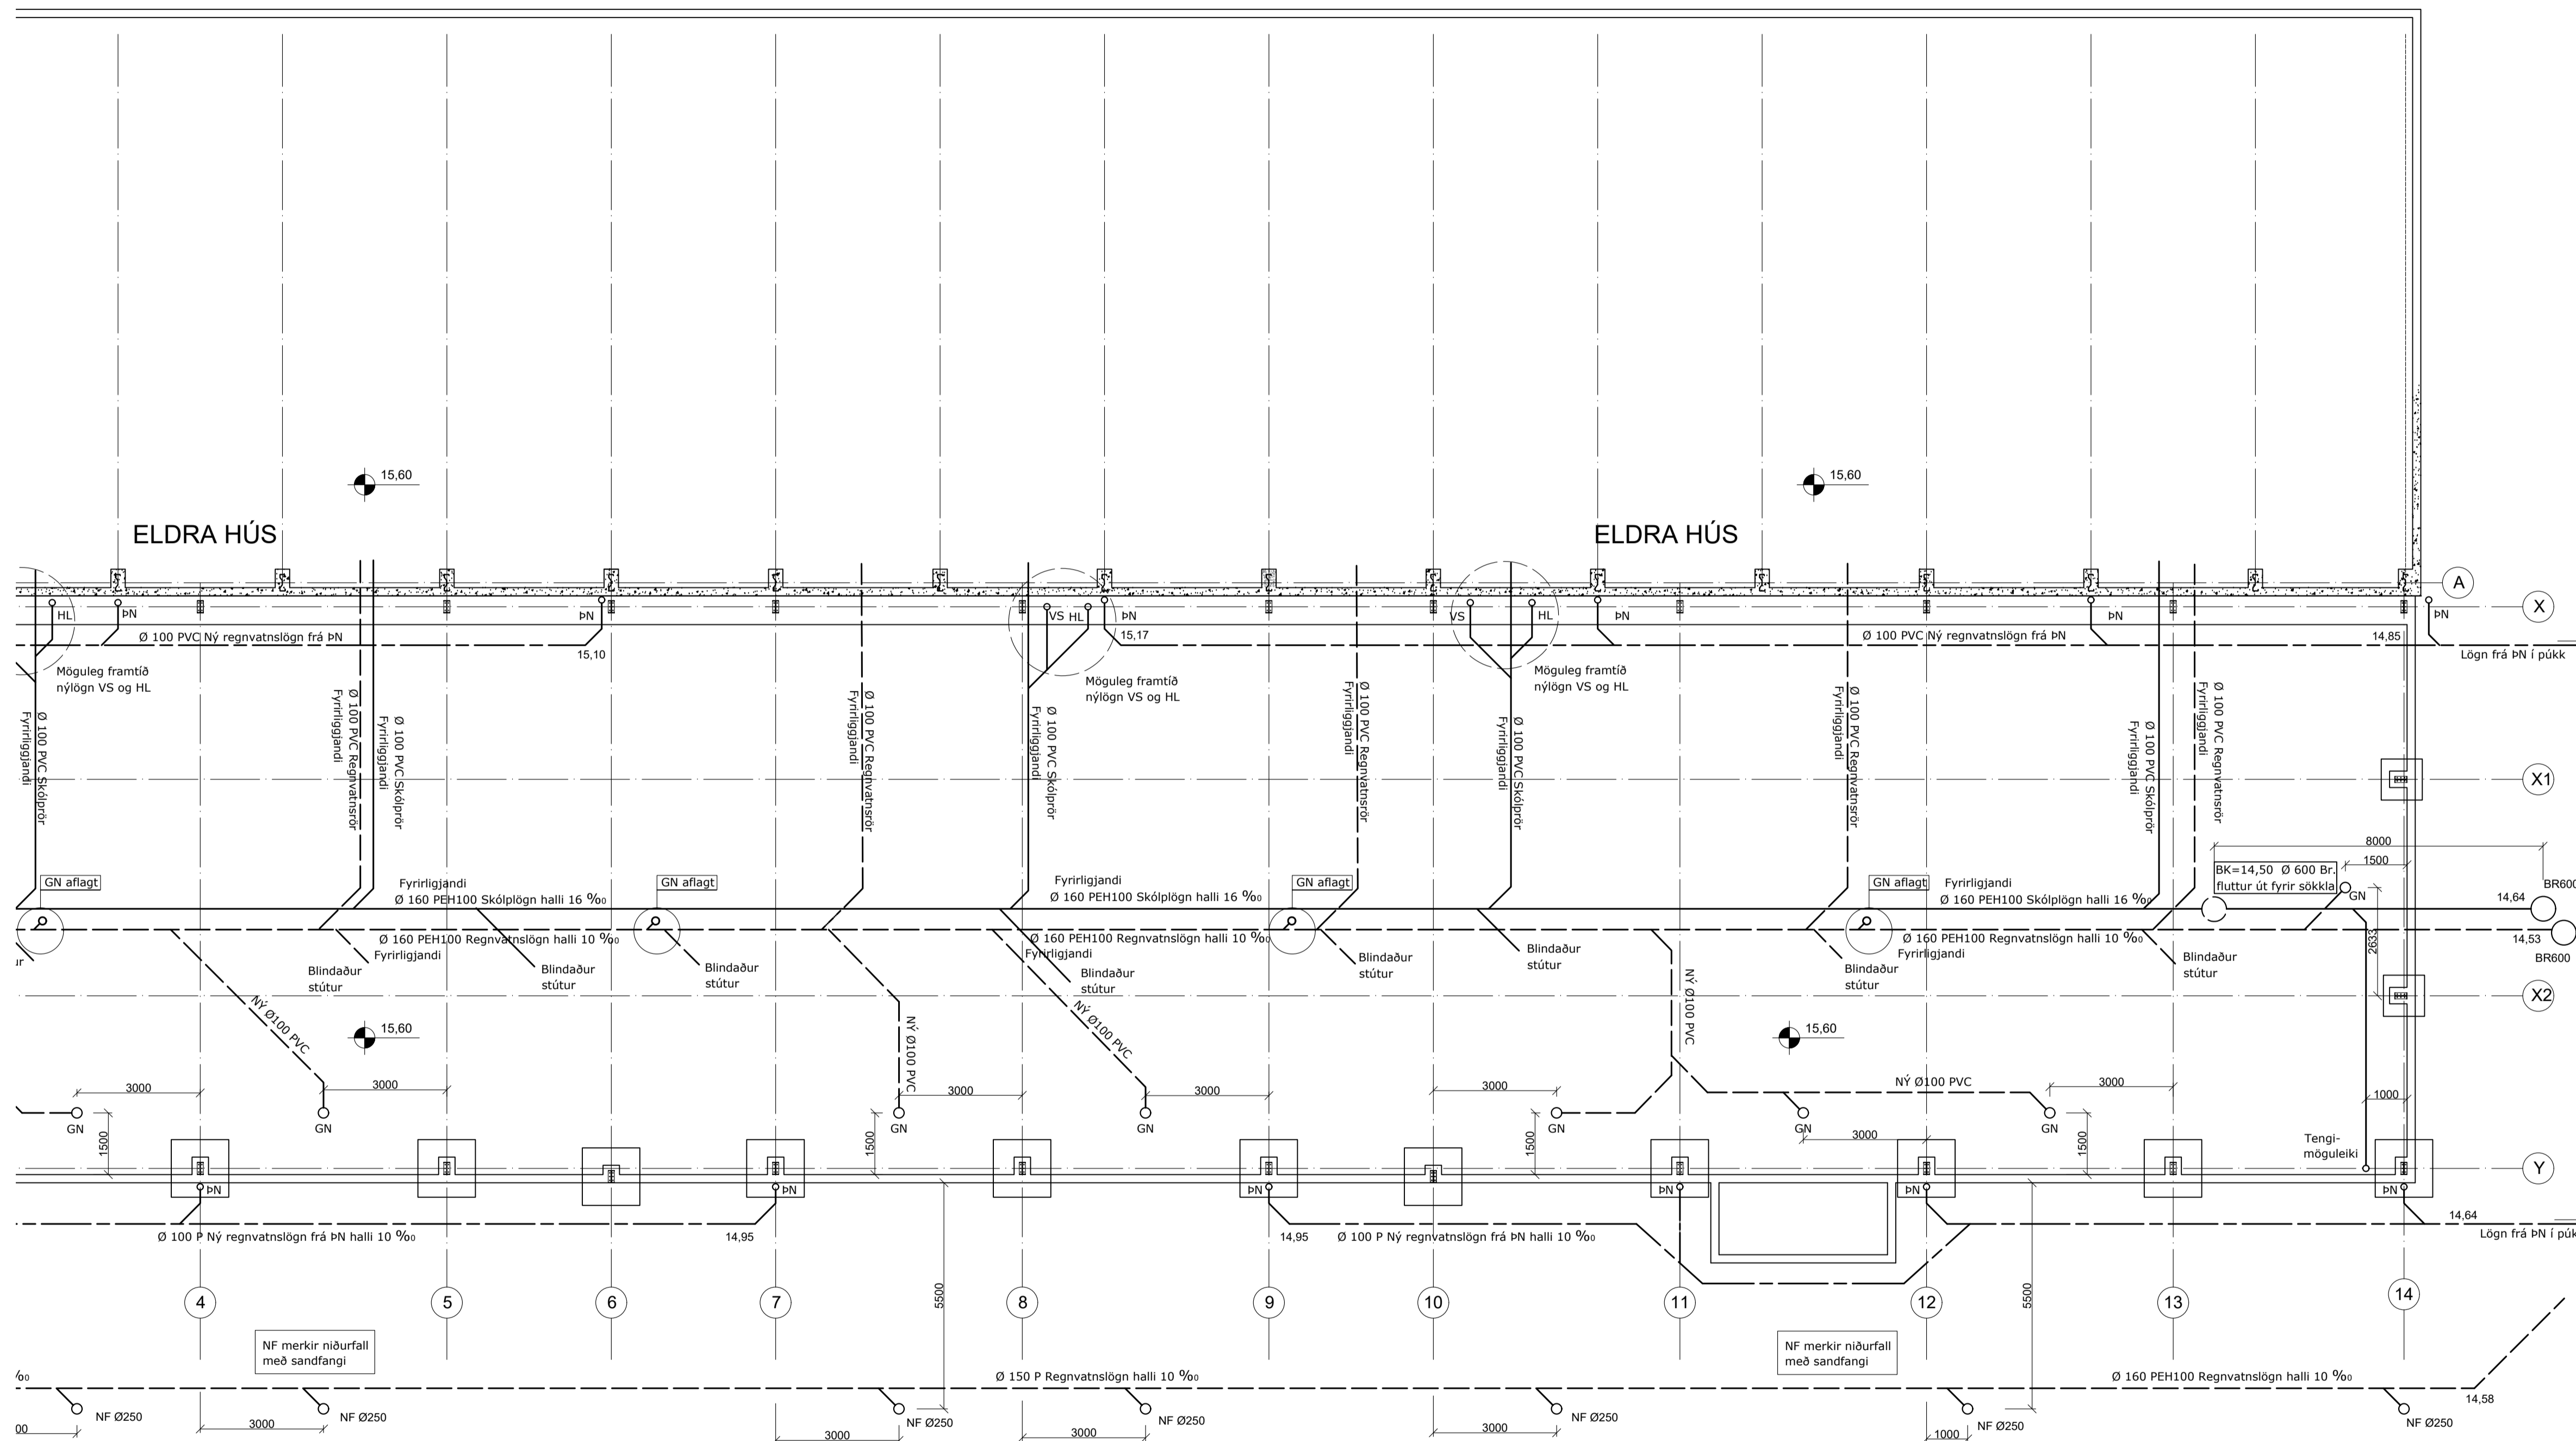 15,60
15,60
ELDRA HÚS
ELDRA HÚS
A
HL
ÞN
ÞN
VS
HL
ÞN
VS
HL
ÞN
ÞN
ÞN
X
Ø 100 PVC Ný regnvatnslögn frá ÞN
15,10
15,17
Ø 100 PVC Ný regnvatnslögn frá ÞN
14,85
Lögn frá ÞN í púkk
Möguleg framtíð
nýlögn VS og HL
Möguleg framtíð
nýlögn VS og HL
Möguleg framtíð
nýlögn VS og HL
Ø 100 PVC Skólprör
Fyrirliggjandi
Ø 100 PVC Regnvatnsrör
Fyrirliggjandi
Ø 100 PVC Skólprör
Fyrirliggjandi
Ø 100 PVC Regnvatnsrör
Fyrirliggjandi
Ø 100 PVC Skólprör
Fyrirliggjandi
Ø 100 PVC Regnvatnsrör
Fyrirliggjandi
Ø 100 PVC Skólprör
Fyrirliggjandi
Ø 100 PVC Regnvatnsrör
Fyrirliggjandi
Ø 100 PVC Skólprör
Fyrirliggjandi
Ø 100 PVC Regnvatnsrör
Fyrirliggjandi
X1
8000
1500
GN aflagt
GN aflagt
GN aflagt
GN aflagt
BK=14,50 Ø 600 Br.
fluttur út fyrir sökkla
GN
BR600
14,64
Fyrirligjandi
Ø 160 PEH100 Skólplögn halli 16 ‰
Fyrirligjandi
Ø 160 PEH100 Skólplögn halli 16 ‰
Fyrirligjandi
Ø 160 PEH100 Skólplögn halli 16 ‰
Ø 160 PEH100 Regnvatnslögn halli 10 ‰
Fyrirligjandi
Ø 160 PEH100 Regnvatnslögn halli 10 ‰
Fyrirligjandi
Ø 160 PEH100 Regnvatnslögn halli 10 ‰
Fyrirligjandi
2633
14,53
BR600
ur
Blindaður
stútur
Blindaður
stútur
Blindaður
stútur
Blindaður
stútur
Blindaður
stútur
Blindaður
stútur
Blindaður
stútur
Blindaður
stútur
X2
NÝ Ø100 PVC
NÝ Ø100 PVC
NÝ Ø100 PVC
NÝ Ø100 PVC
NÝ Ø100 PVC
15,60
15,60
3000
3000
3000
3000
3000
3000
3000
1000
GN
GN
GN
GN
GN
GN
GN
1500
1500
1500
1500
Tengi-
möguleiki
Y
ÞN
ÞN
ÞN
ÞN
ÞN
ÞN
Ø 100 P Ný regnvatnslögn frá ÞN halli 10 ‰
14,95
14,95
Ø 100 P Ný regnvatnslögn frá ÞN halli 10 ‰
14,64
Lögn frá ÞN í púkk
5500
5500
4
5
6
7
8
9
10
11
12
13
14
NF merkir niðurfall
með sandfangi
NF merkir niðurfall
með sandfangi
‰
Ø 150 P Regnvatnslögn halli 10 ‰
Ø 160 PEH100 Regnvatnslögn halli 10 ‰
14,58
NF Ø250
NF Ø250
NF Ø250
NF Ø250
NF Ø250
NF Ø250
NF Ø250
00
3000
3000
3000
3000
1000